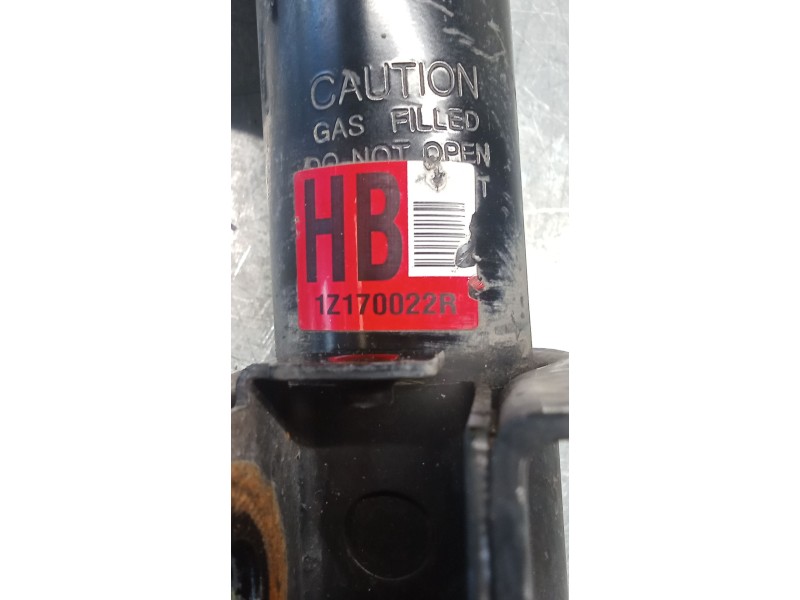 CAUTION
GAS FILLED
DO NOT OPEN
HB
1Z170022R